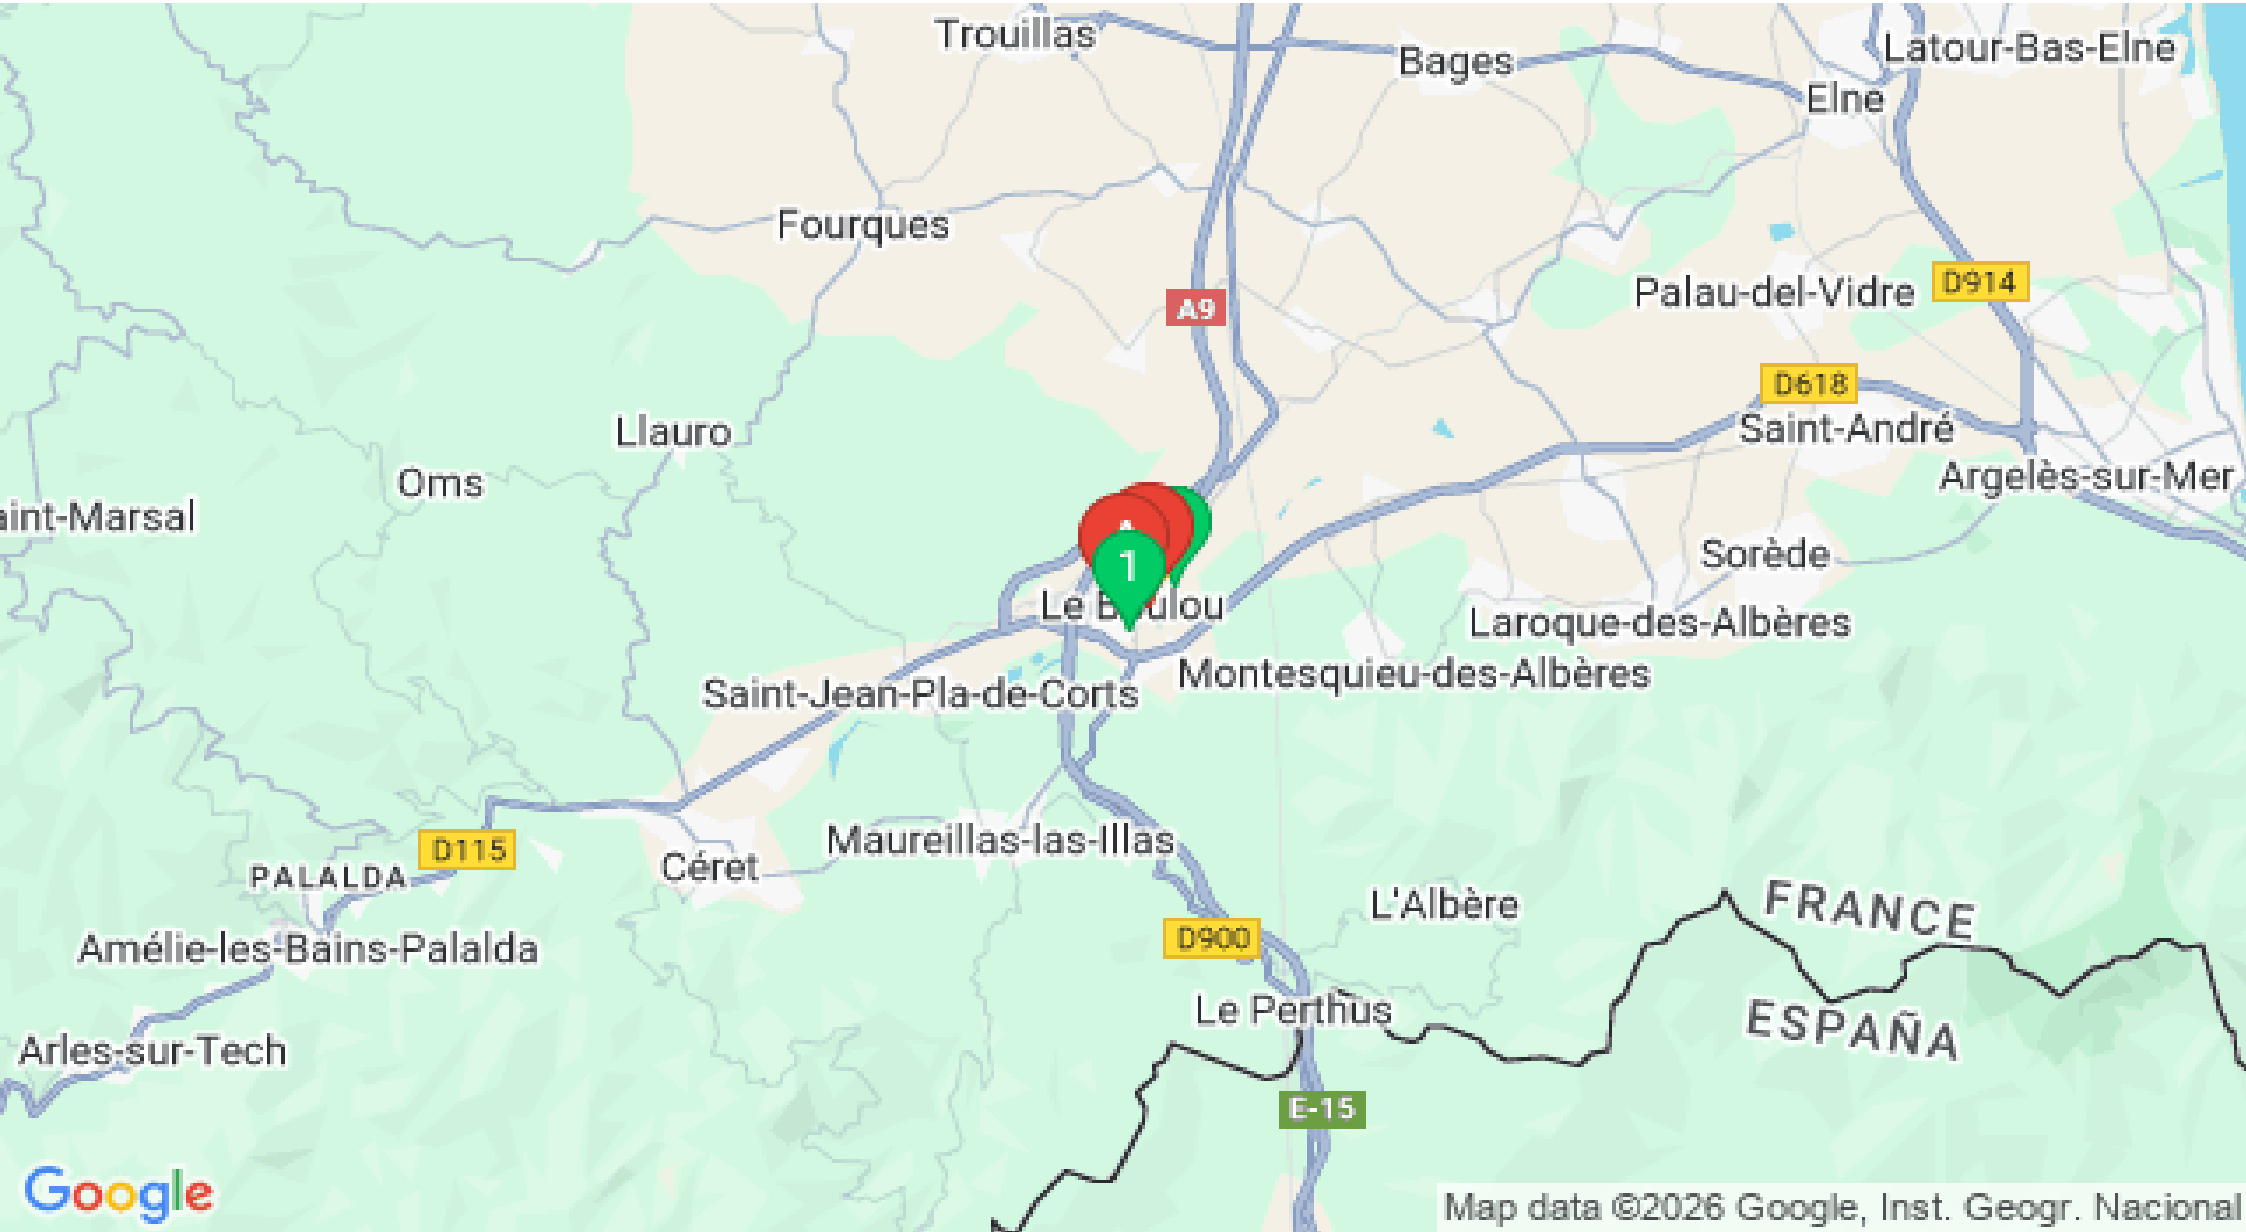 Trouillas
Latour-Bas-Elne
Bages
Elne
Fourques
Palau-del-Vidre
D914
A9
D618
Saint-André
Llauro
Argelès-sur-Mer
Oms
aint-Marsal
Sorède
1
Le Boulou
Laroque-des-Albères
Montesquieu-des-Albères
Saint-Jean-Pla-de-Corts
Maureillas-las-Illas
D115
Céret
PALALDA
L'Albère
FRANCE
D900
Amélie-les-Bains-Palalda
Le Perthus
ESPAÑA
Arles-sur-Tech
E-15
Google
Map data ©2026 Google, Inst. Geogr. Nacional